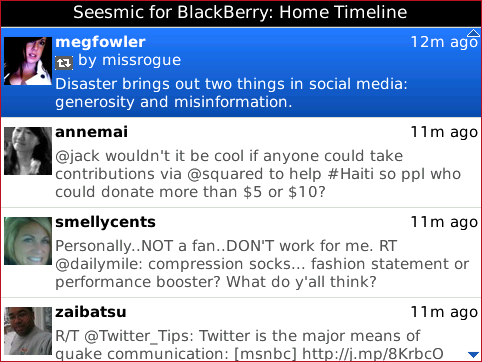 Seesmic for BlackBerry: Home Timeline
megfowler 12m ago
by missrogue
Disaster brings out two things in social media:
generosity and misinformation.
annemai 11m ago
@jack wouldn't it be cool if anyone could take
contributions via @squared to help #Haiti so ppl who
could donate more than $5 or $10?
smellycents 11m ago
Personally..NOT a fan..DON'T work for me. RT
@dailymile: compression socks... fashion statement or
performance booster? What do y'all think?
zaibatsu 11m ago
R/T @Twitter_Tips: Twitter is the major means of
quake communication: [msnbc] http://j.mp/8KrbcO